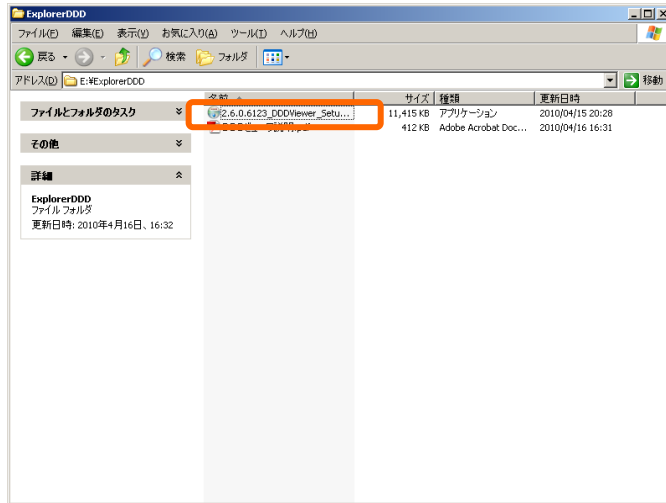 ExplorerDDD
ファイル(F) 編集(E) 表示(V) お気に入り(A) ツール(T) ヘルプ(H)
戻る 検索 フォルダ
アドレス(D) E:¥ExplorerDDD 移動
サイズ 種類 更新日時
ファイルとフォルダのタスク
2.6.0.6123_DDDViewer_Setu... 11,415 KB アプリケーション 2010/04/15 20:28
412 KB Adobe Acrobat Doc... 2010/04/16 16:31
その他
詳細
ExplorerDDD
ファイル フォルダ
更新日時: 2010年4月16日、16:32